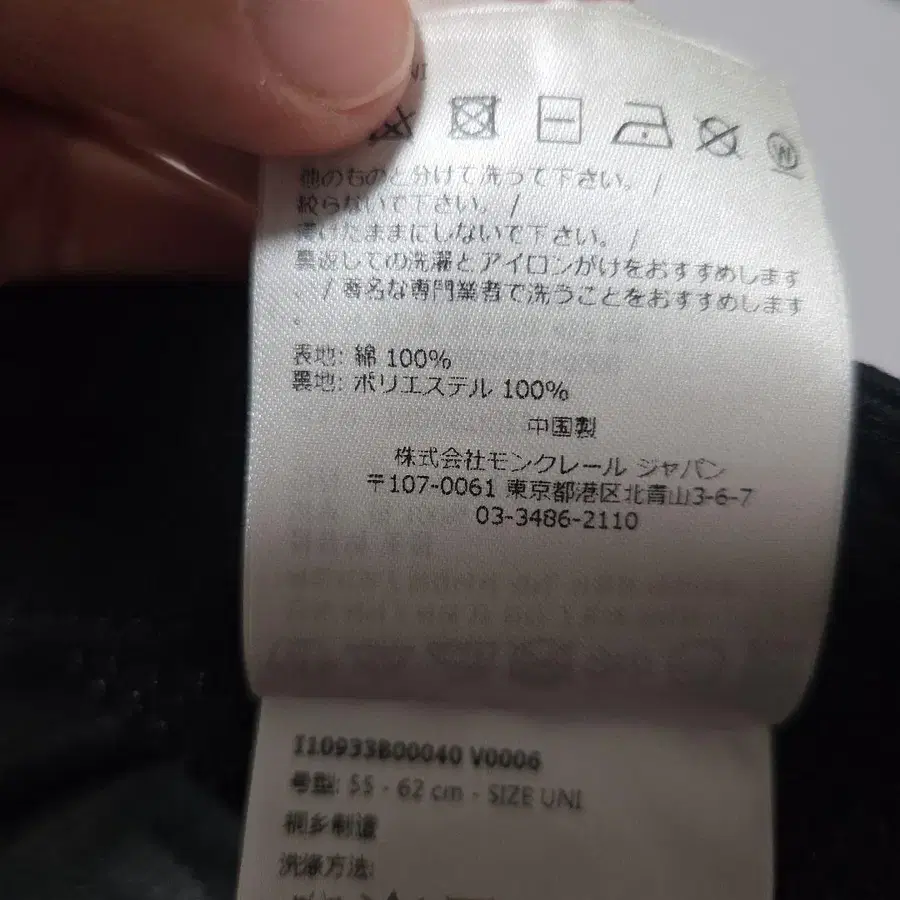 他のものと分けて洗って下さい。 /
絞らないで下さい。 /
漬けたままにしないで下さい。 /
裏返しての洗濯とアイロンがけをおすすめします
/ 著名な専門業者で洗うことをおすすめします
。
表地: 綿 100%
裏地: ポリエステル 100%
中国製
株式会社モンクレール ジャパン
〒107-0061 東京都港区北青山3-6-7
03-3486-2110
I10933B00040 V0006
号型: 55 - 62 cm - SIZE UNI
桐乡制造
洗涤方法: